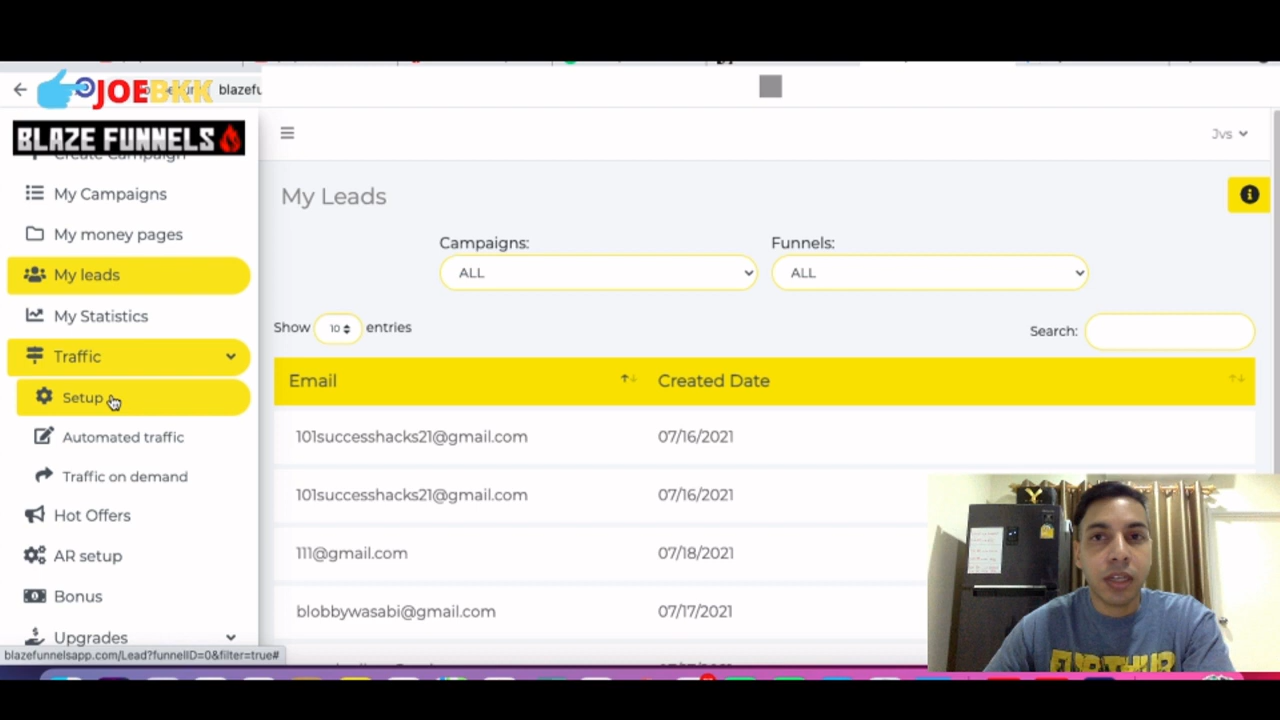 JOEBKK
blazefu
BLAZE FUNNELS
Create Campaign
Jvs
My Campaigns
My Leads
My money pages
Campaigns:
Funnels:
My leads
ALL
ALL
My Statistics
Show 10 entries
Search:
Traffic
Email
Created Date
Setup
101successhacks21@gmail.com
07/16/2021
Automated traffic
Traffic on demand
101successhacks21@gmail.com
07/16/2021
Hot Offers
111@gmail.com
07/18/2021
AR setup
Bonus
blobbywasabi@gmail.com
07/17/2021
Upgrades
blazefunnelsapp.com/Lead?funnelID=0&filter=true#